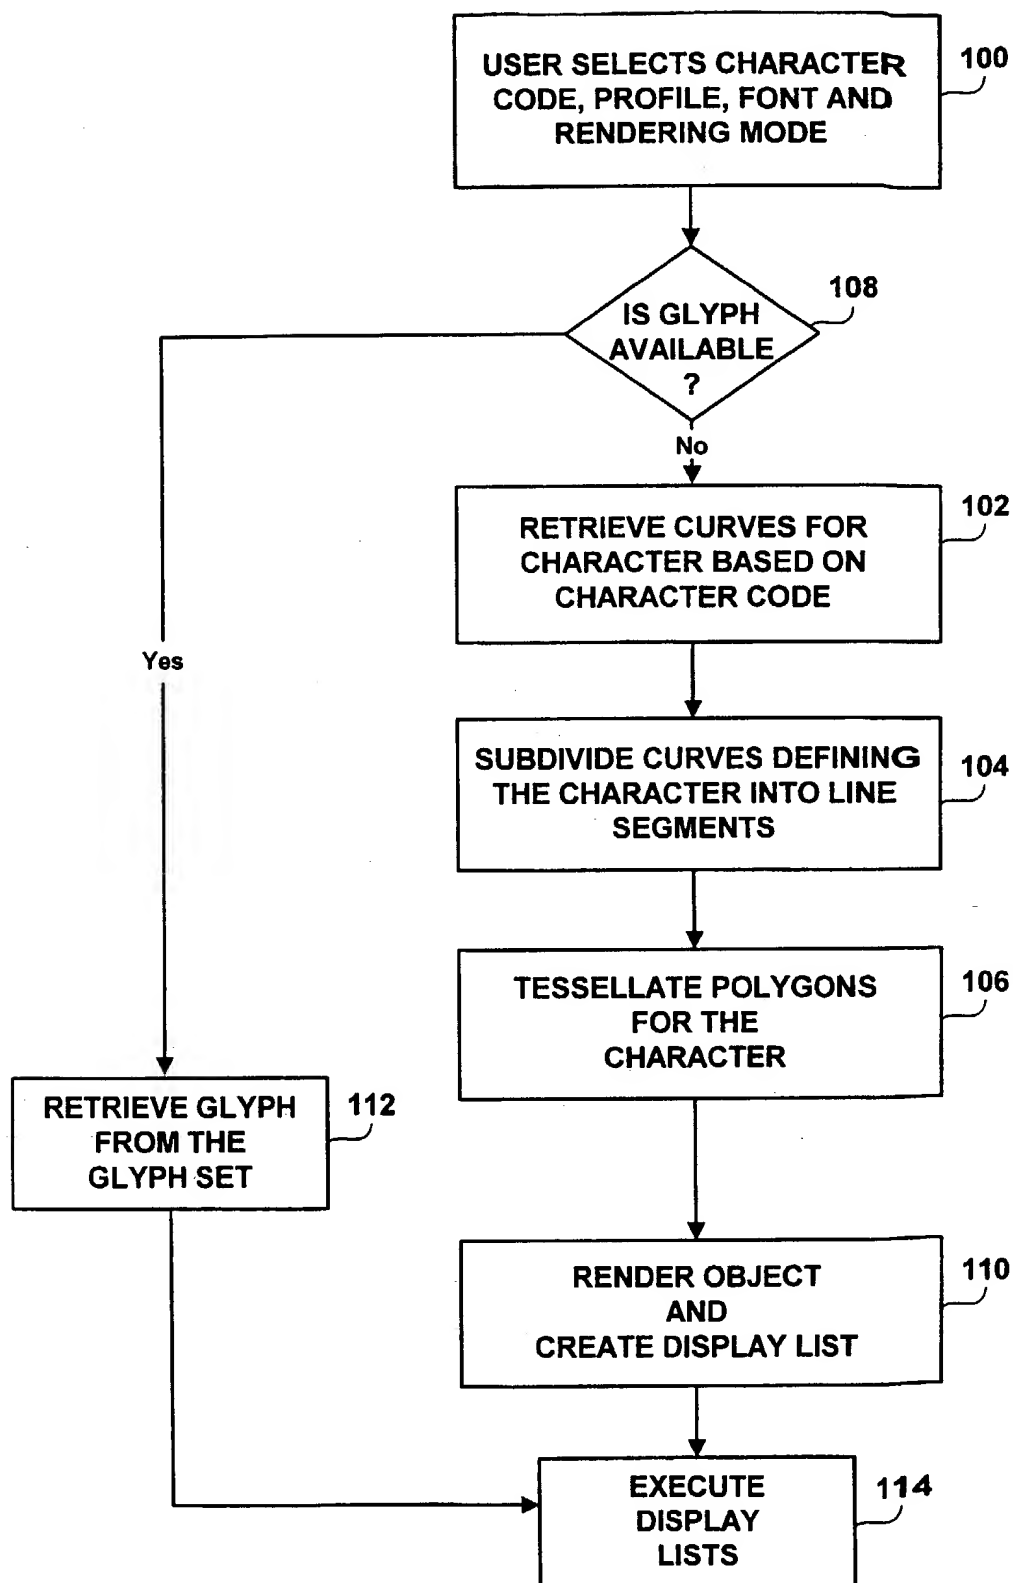 USER SELECTS CHARACTER
CODE, PROFILE, FONT AND
RENDERING MODE
100
IS GLYPH
AVAILABLE
?
108
No
RETRIEVE CURVES FOR
CHARACTER BASED ON
CHARACTER CODE
102
Yes
SUBDIVIDE CURVES DEFINING
THE CHARACTER INTO LINE
SEGMENTS
104
TESSELLATE POLYGONS
FOR THE
CHARACTER
106
RETRIEVE GLYPH
FROM THE
GLYPH SET
112
RENDER OBJECT
AND
CREATE DISPLAY LIST
110
EXECUTE
DISPLAY
LISTS
114